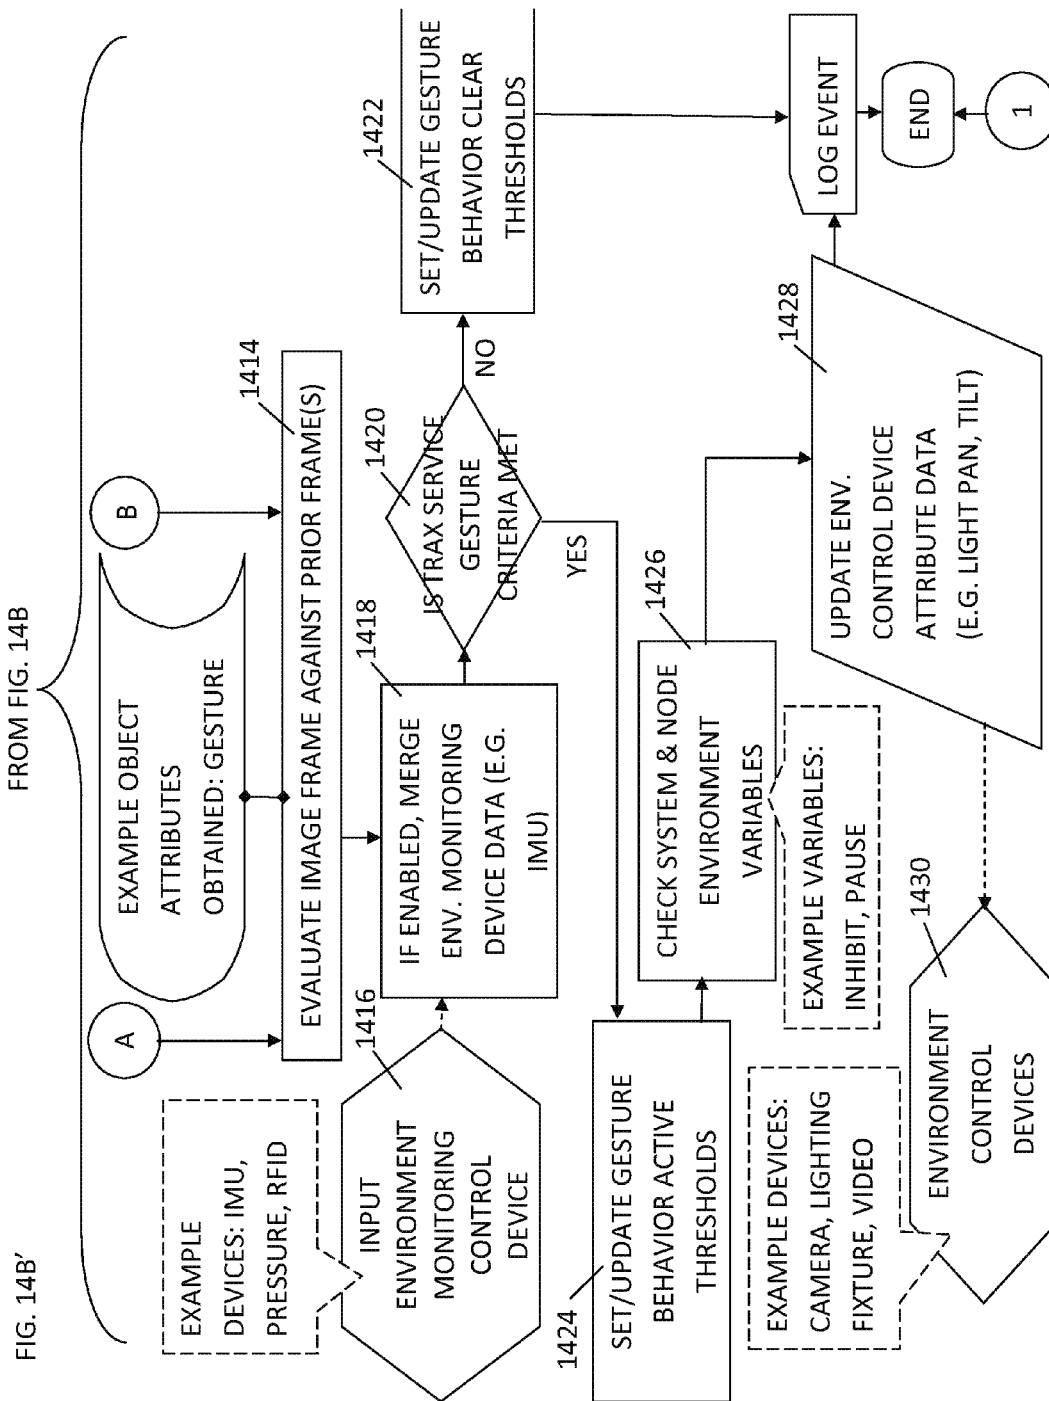 FIG. 14B'
FROM FIG. 14B
A
EXAMPLE OBJECT
ATTRIBUTES
OBTAINED: GESTURE
B
EXAMPLE
DEVICES: IMU,
PRESSURE, RFID
EVALUATE IMAGE FRAME AGAINST PRIOR FRAME(S)
1414
INPUT
ENVIRONMENT
MONITORING
CONTROL
DEVICE
1416
IF ENABLED, MERGE
ENV. MONITORING
DEVICE DATA (E.G.
IMU)
1418
IS TRAX SERVICE
GESTURE
CRITERIA MET
1420
NO
YES
SET/UPDATE GESTURE
BEHAVIOR CLEAR
THRESHOLDS
1422
1424
SET/UPDATE GESTURE
BEHAVIOR ACTIVE
THRESHOLDS
CHECK SYSTEM & NODE
ENVIRONMENT
VARIABLES
1426
EXAMPLE VARIABLES:
INHIBIT, PAUSE
EXAMPLE DEVICES:
CAMERA, LIGHTING
FIXTURE, VIDEO
ENVIRONMENT
CONTROL
DEVICES
1430
UPDATE ENV.
CONTROL DEVICE
ATTRIBUTE DATA
(E.G. LIGHT PAN, TILT)
1428
LOG EVENT
END
1